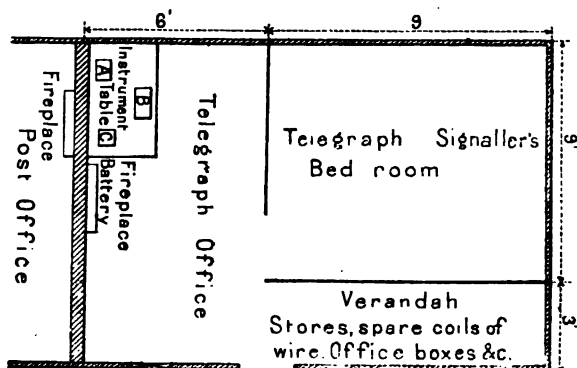 6'
9
9'
3'
Instrument
A Table C
B
Fireplace
Battery
Fireplace
Post Office
Telegraph Office
Telegraph Signaller's
Bed room
Verandah
Stores, spare coils of
wire. Office boxes &c.